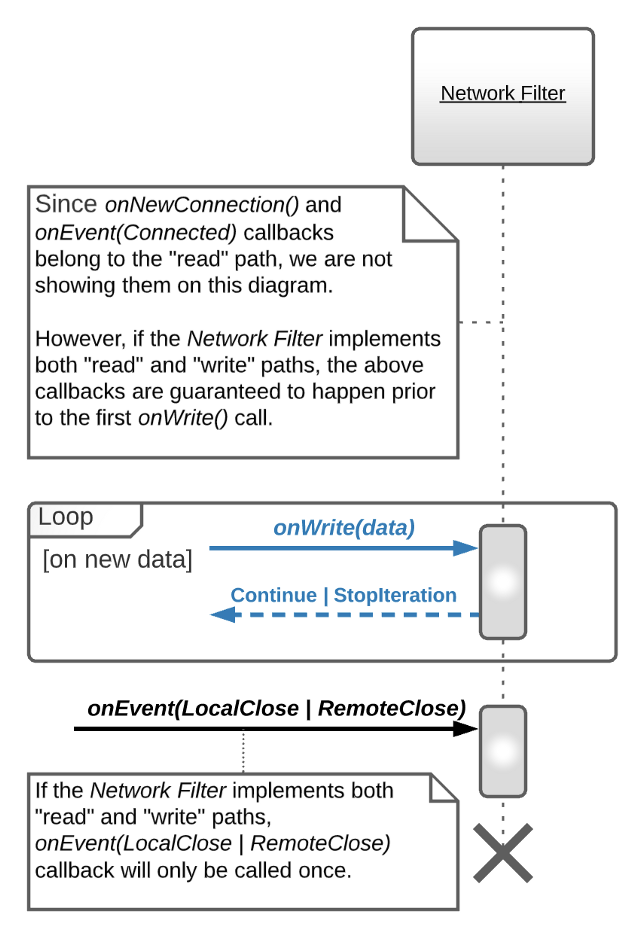 Network Filter
Since onNewConnection() and
onEvent(Connected) callbacks
belong to the "read" path, we are not
showing them on this diagram.
However, if the Network Filter implements
both "read" and "write" paths, the above
callbacks are guaranteed to happen prior
to the first onWrite() call.
Loop
onWrite(data)
[on new data]
Continue | StopIteration
onEvent(LocalClose | RemoteClose)
If the Network Filter implements both
"read" and "write" paths,
onEvent(LocalClose | RemoteClose)
callback will only be called once.